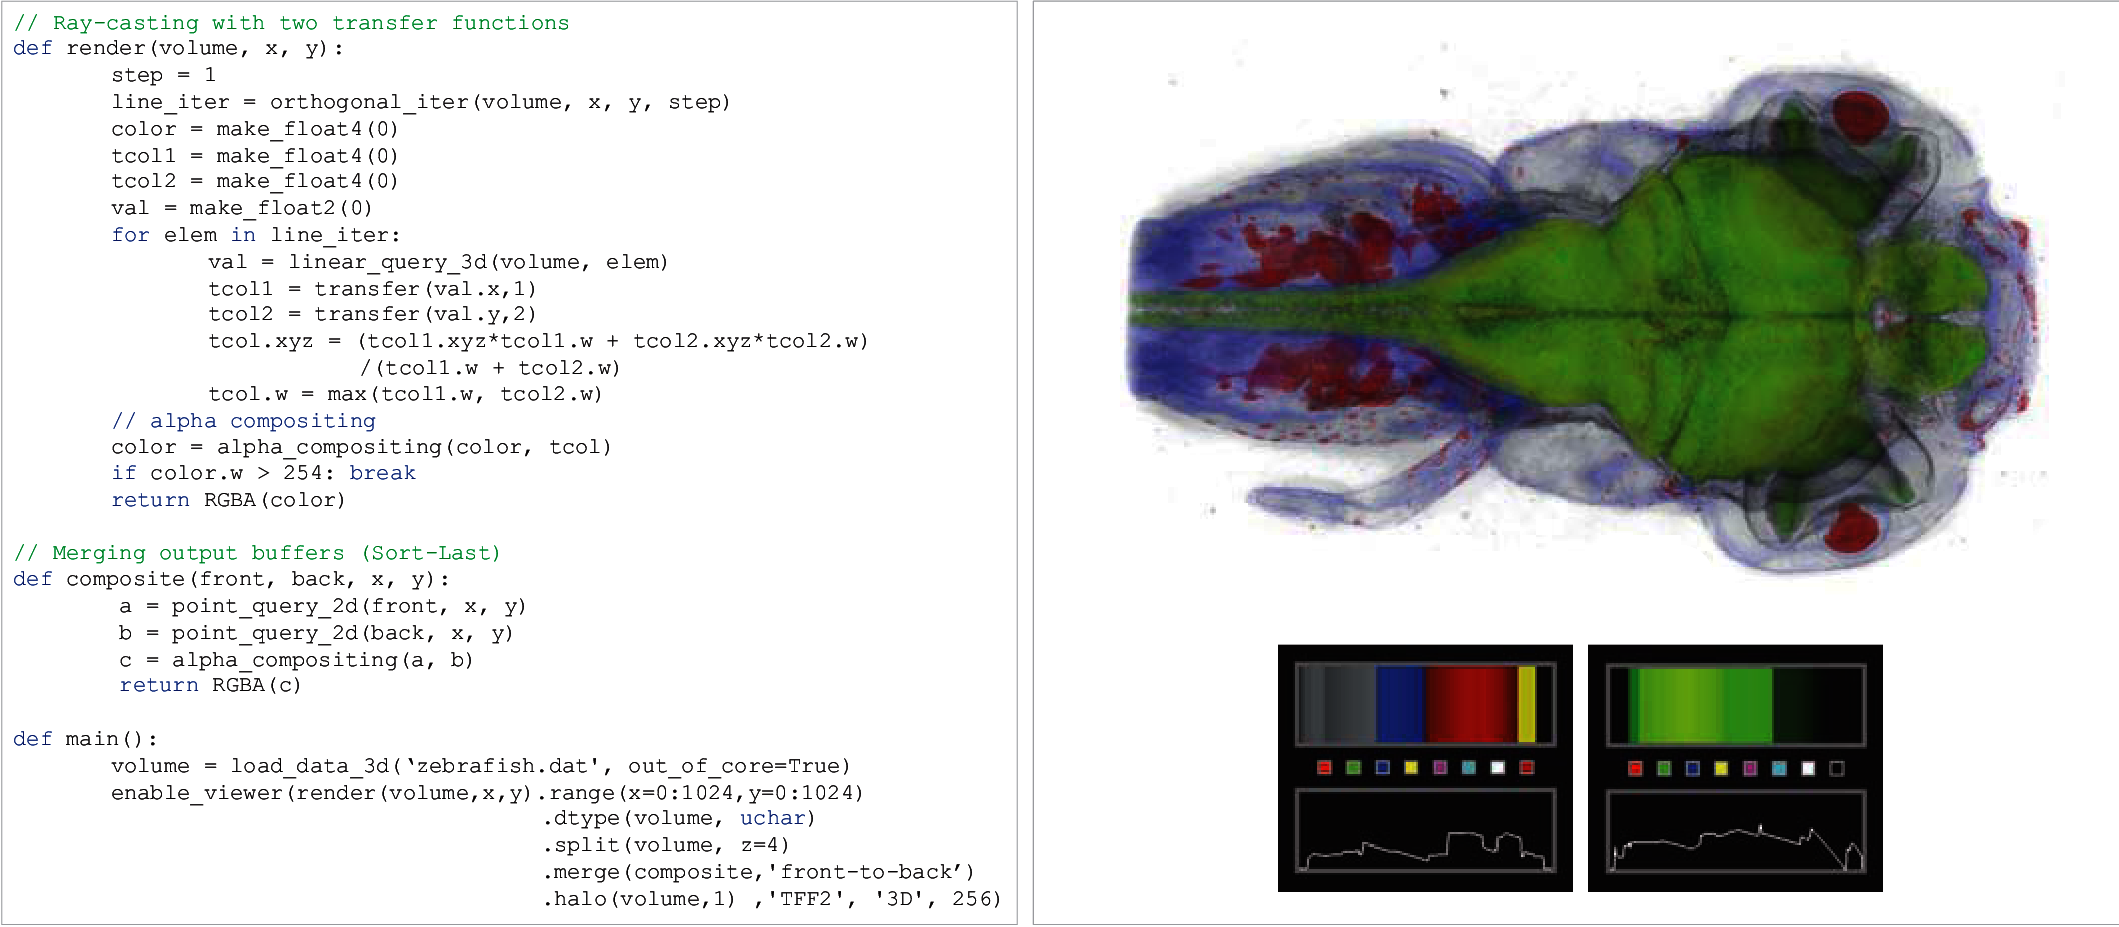 // Ray-casting with two transfer functions
def render(volume, x, y):
step = 1
line_iter = orthogonal_iter(volume, x, y, step)
color = make_float4(0)
tcol1 = make_float4(0)
tcol2 = make_float4(0)
val = make_float2(0)
for elem in line_iter:
val = linear_query_3d(volume, elem)
tcol1 = transfer(val.x,1)
tcol2 = transfer(val.y,2)
tcol.xyz = (tcol1.xyz*tcol1.w + tcol2.xyz*tcol2.w)
/(tcol1.w + tcol2.w)
tcol.w = max(tcol1.w, tcol2.w)
// alpha compositing
color = alpha_compositing(color, tcol)
if color.w > 254: break
return RGBA(color)
// Merging output buffers (Sort-Last)
def composite(front, back, x, y):
a = point_query_2d(front, x, y)
b = point_query_2d(back, x, y)
c = alpha_compositing(a, b)
return RGBA(c)
def main():
volume = load_data_3d(‛zebrafish.dat', out_of_core=True)
enable_viewer(render(volume,x,y).range(x=0:1024,y=0:1024)
.dtype(volume, uchar)
.split(volume, z=4)
.merge(composite,'front-to-back’)
.halo(volume,1) ,'TFF2', '3D', 256)